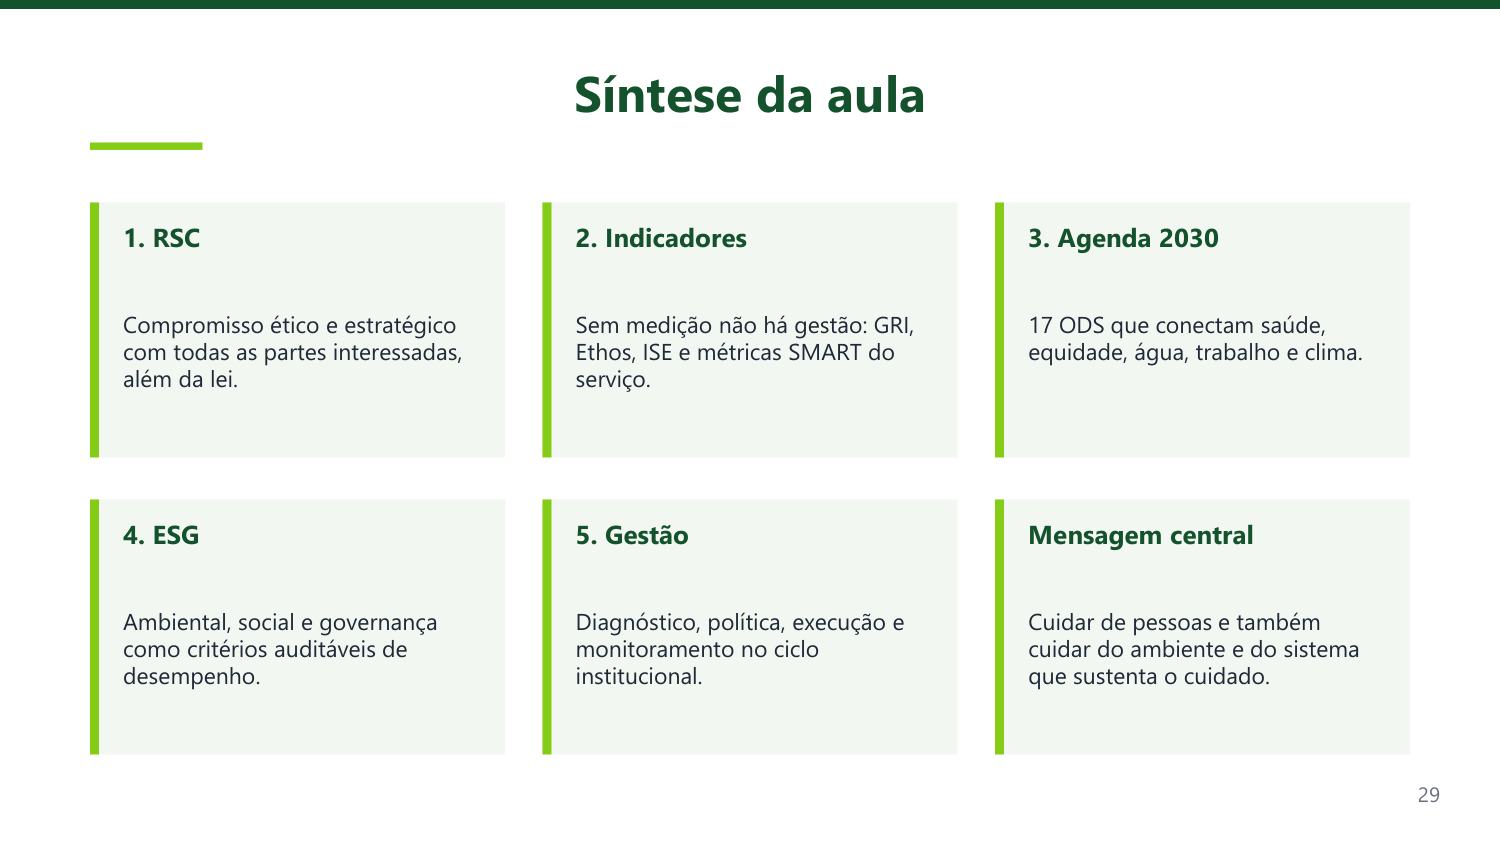 Síntese da aula
1. RSC
Compromisso ético e estratégico
com todas as partes interessadas,
além da lei.
2. Indicadores
Sem medição não há gestão: GRI,
Ethos, ISE e métricas SMART do
serviço.
3. Agenda 2030
17 ODS que conectam saúde,
equidade, água, trabalho e clima.
4. ESG
Ambiental, social e governança
como critérios auditáveis de
desempenho.
5. Gestão
Diagnóstico, política, execução e
monitoramento no ciclo
institucional.
Mensagem central
Cuidar de pessoas e também
cuidar do ambiente e do sistema
que sustenta o cuidado.
29